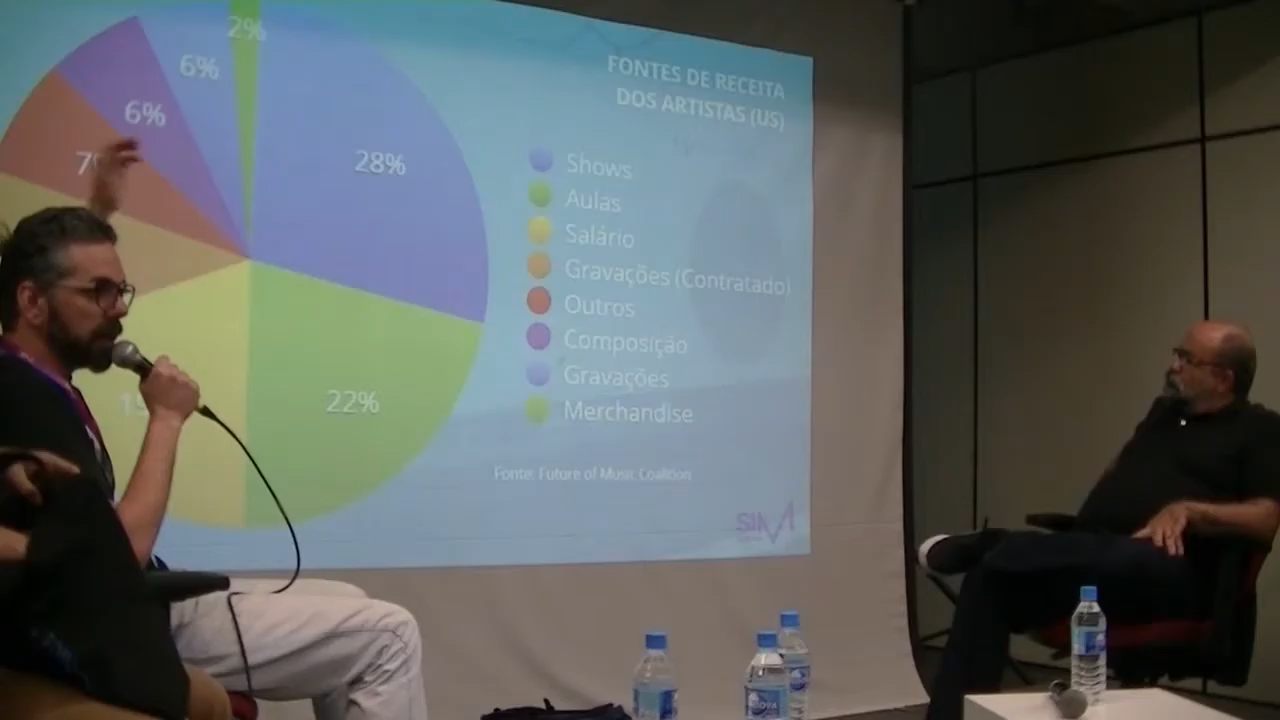 2%
6%
6%
28%
22%
FONTES DE RECEITA
DOS ARTISTAS (US)
Shows
Aulas
Salário
Gravações (Contratado)
Outros
Composição
Gravações
Merchandise
Fonte: Future of Music Coalition
SIM